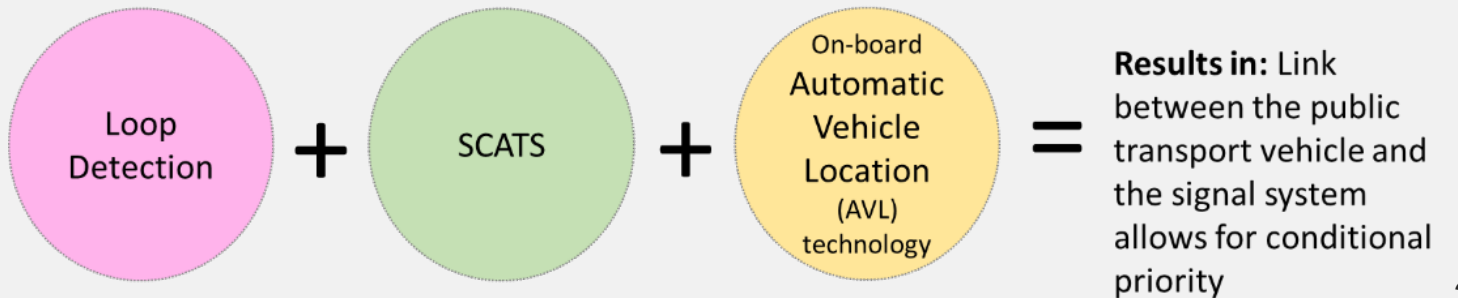 Loop
Detection
+
SCATS
+
On-board
Automatic
Vehicle
Location
(AVL)
technology
=
Results in: Link
between the public
transport vehicle and
the signal system
allows for conditional
priority